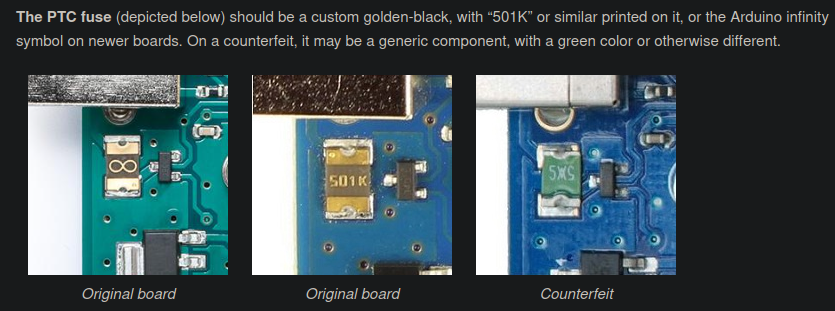 The PTC fuse (depicted below) should be a custom golden-black, with “501K” or similar printed on it, or the Arduino infinity
symbol on newer boards. On a counterfeit, it may be a generic component, with a green color or otherwise different.
501K
Original board
Original board
Counterfeit